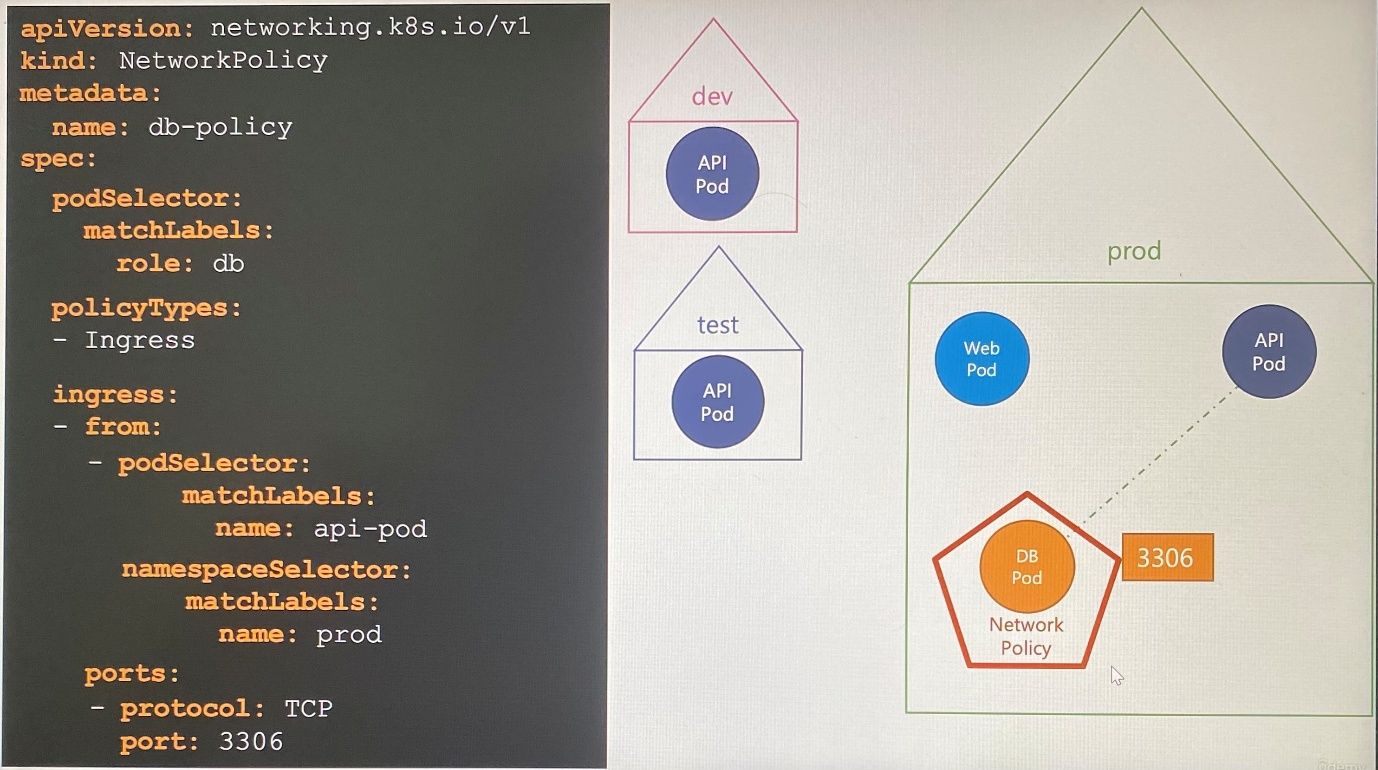 apiVersion: networking.k8s.io/v1
kind: NetworkPolicy
metadata:
  name: db-policy
spec:
  podSelector:
    matchLabels:
      role: db
  policyTypes:
  - Ingress
  ingress:
  - from:
    - podSelector:
        matchLabels:
          name: api-pod
      namespaceSelector:
        matchLabels:
          name: prod
    ports:
    - protocol: TCP
      port: 3306
dev
API
Pod
test
API
Pod
prod
Web
Pod
API
Pod
DB
Pod
3306
Network
Policy